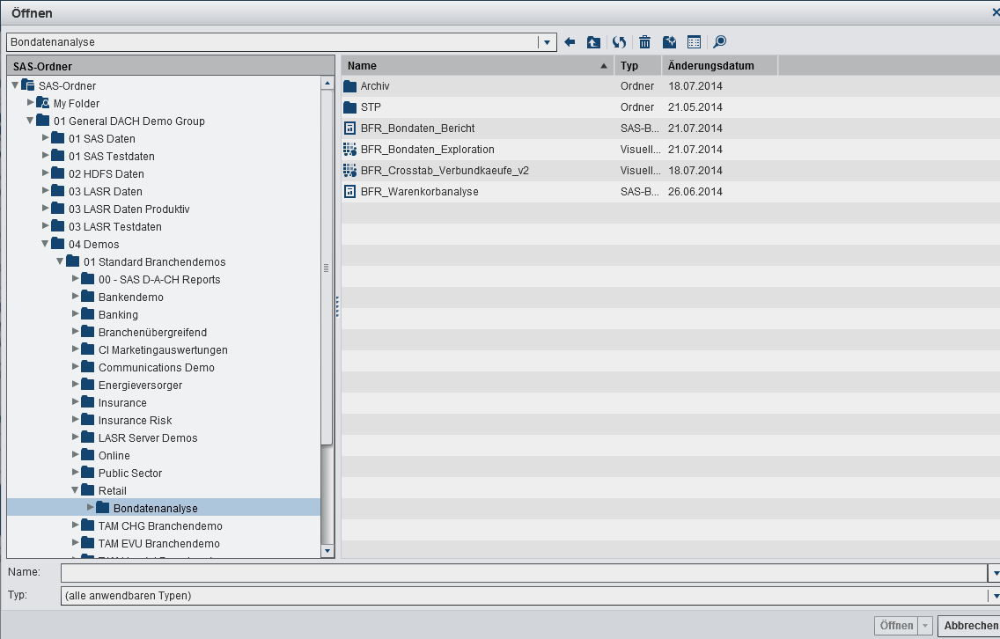 Öffnen
Bondatenanalyse
SAS-Ordner
SAS-Ordner
My Folder
01 General DACH Demo Group
01 SAS Daten
01 SAS Testdaten
02 HDFS Daten
03 LASR Daten
03 LASR Daten Produktiv
03 LASR Testdaten
04 Demos
01 Standard Branchendemos
00 - SAS D-A-CH Reports
Bankendemo
Banking
Branchenübergreifend
CI Marketingauswertungen
Communications Demo
Energieversorger
Insurance
Insurance Risk
LASR Server Demos
Online
Public Sector
Retail
Bondatenanalyse
TAM CHG Branchendemo
TAM EVU Branchendemo
Name Typ Änderungsdatum
Archiv Ordner 18.07.2014
STP Ordner 21.05.2014
BFR_Bondaten_Bericht SAS-B... 21.07.2014
BFR_Bondaten_Exploration Visuell... 21.07.2014
BFR_Crosstab_Verbundkaeufe_v2 Visuell... 18.07.2014
BFR_Warenkorbanalyse SAS-B... 26.06.2014
Name:
Typ: (alle anwendbaren Typen)
Öffnen Abbrechen